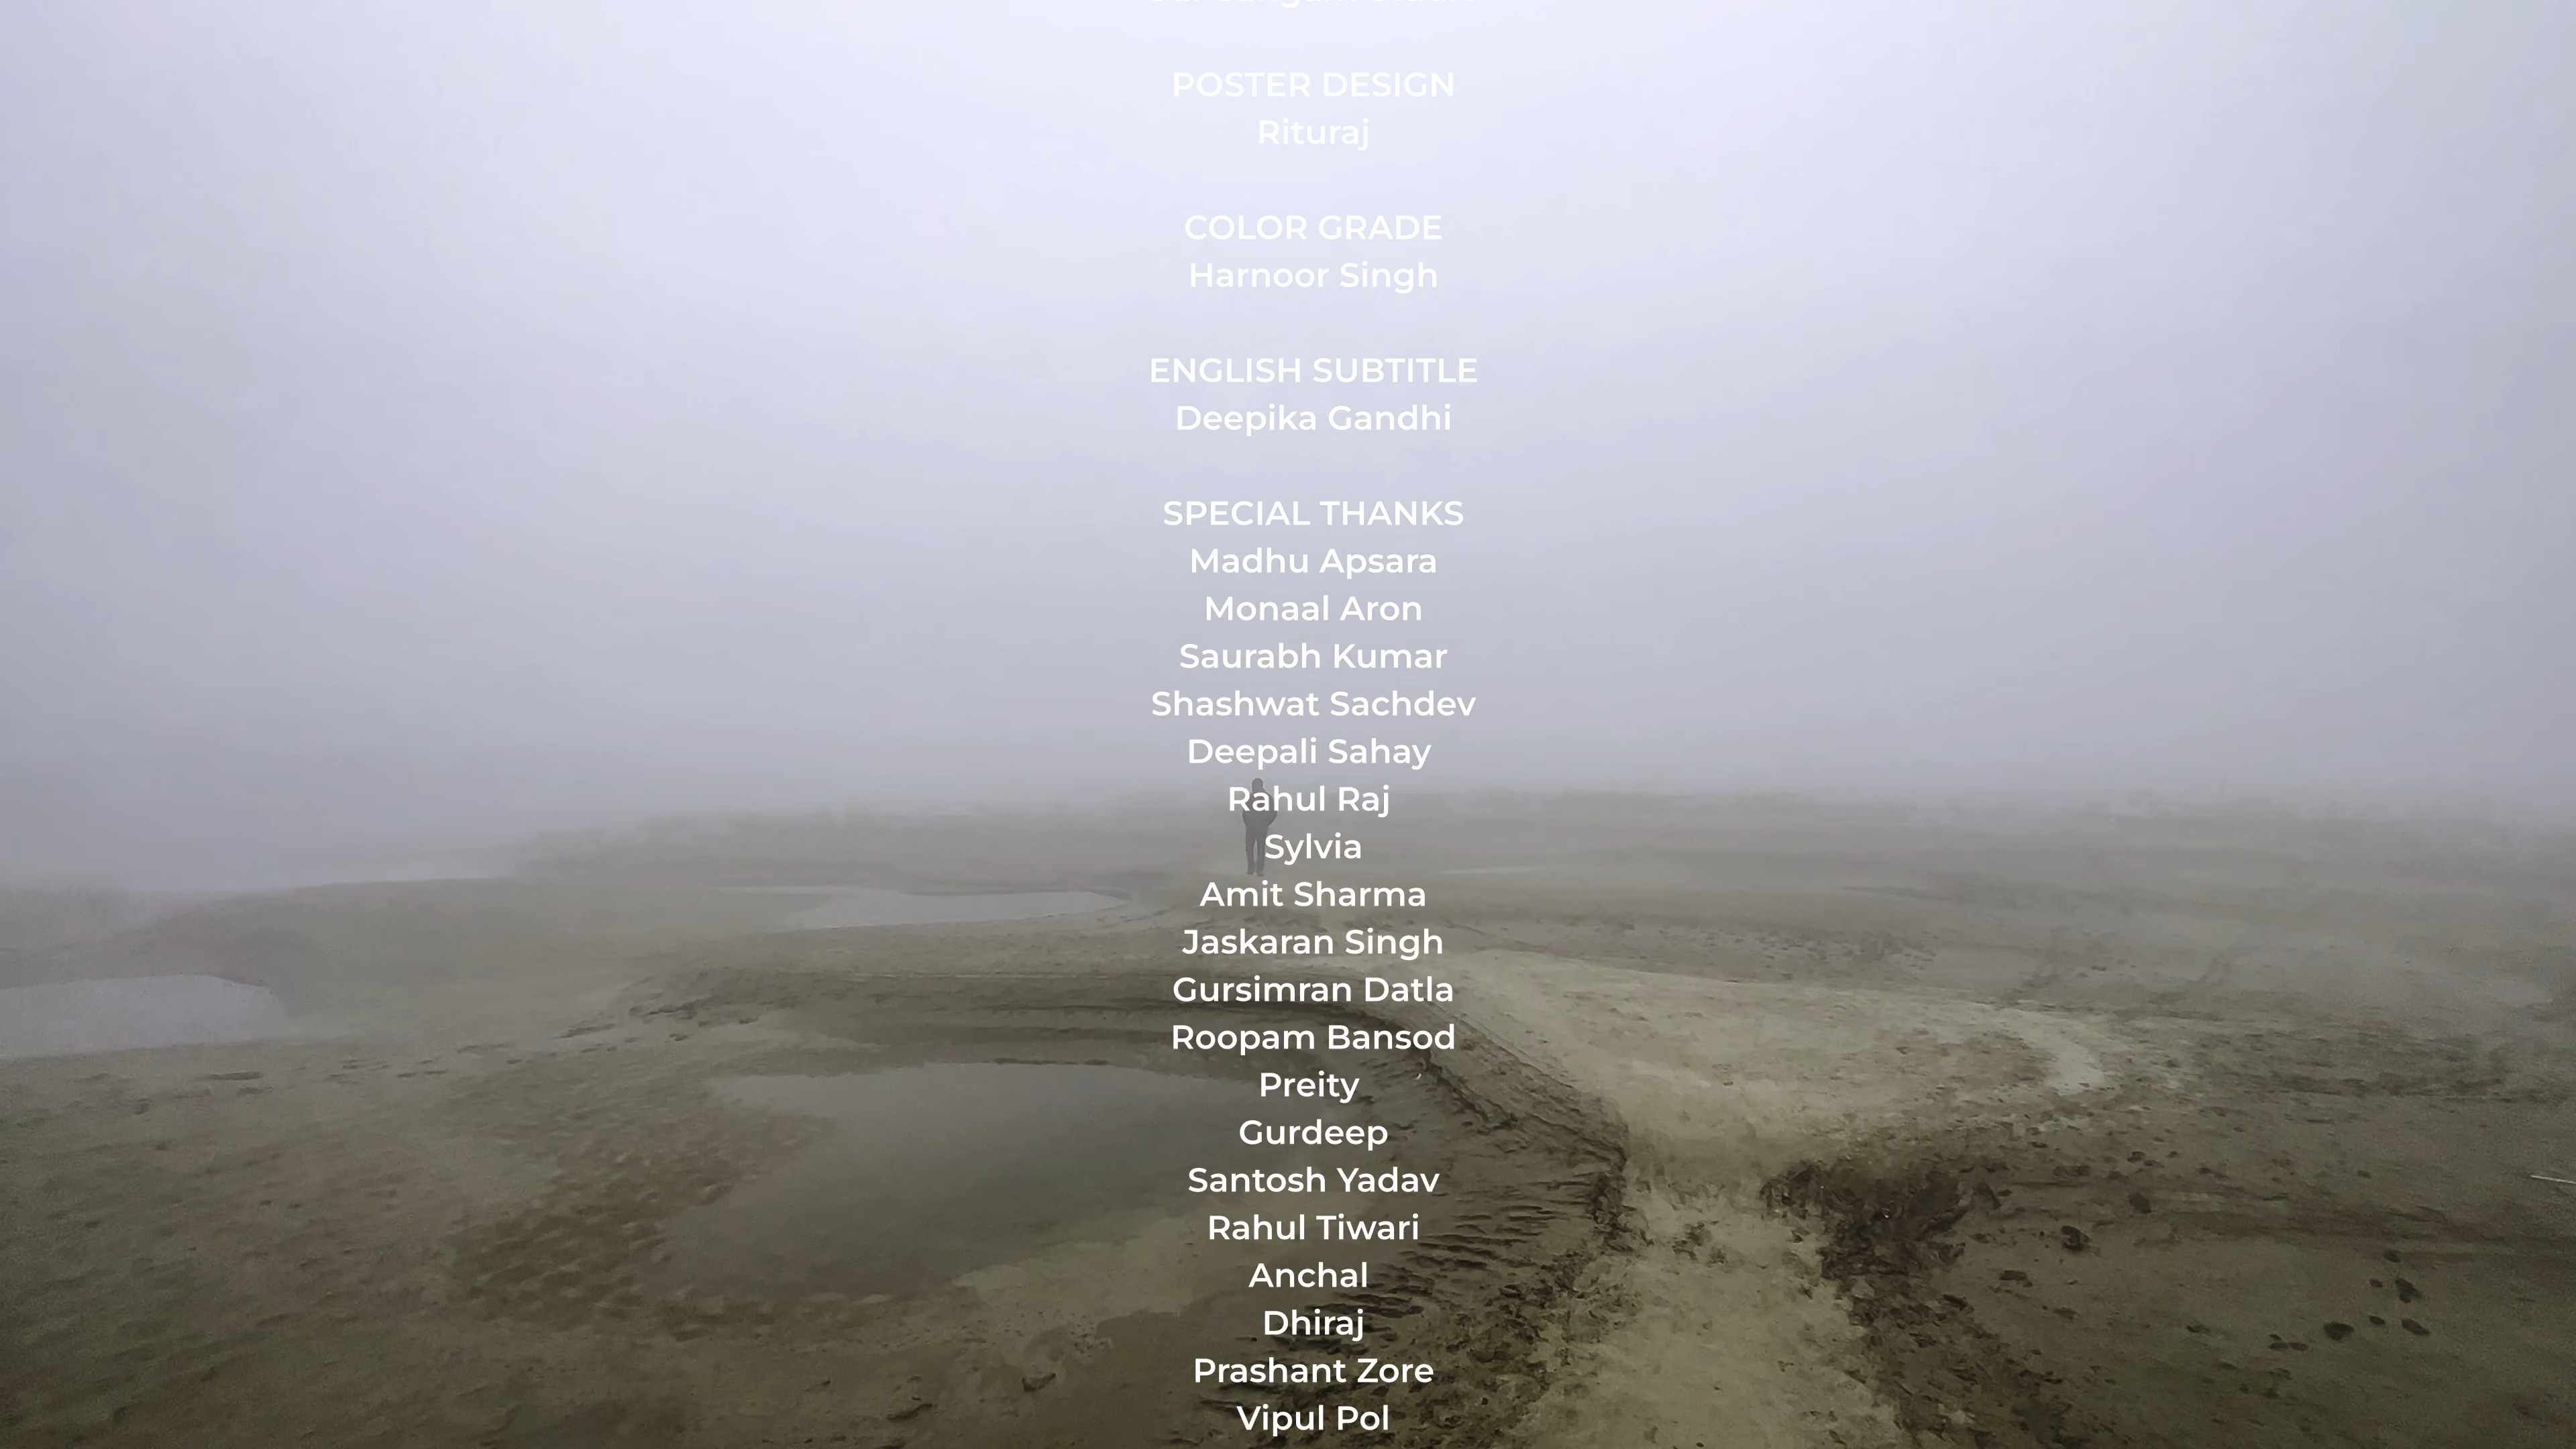 POSTER DESIGN
Rituraj
COLOR GRADE
Harnoor Singh
ENGLISH SUBTITLE
Deepika Gandhi
SPECIAL THANKS
Madhu Apsara
Monaal Aron
Saurabh Kumar
Shashwat Sachdev
Deepali Sahay
Rahul Raj
Sylvia
Amit Sharma
Jaskaran Singh
Gursimran Datla
Roopam Bansod
Preity
Gurdeep
Santosh Yadav
Rahul Tiwari
Anchal
Dhiraj
Prashant Zore
Vipul Pol